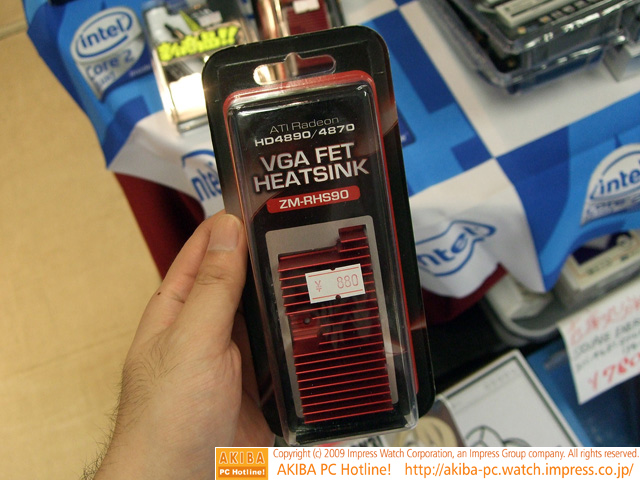 intel
Core 2
ATI Radeon
HD4890/4870
VGA FET
HEATSINK
ZM-RHS90
¥ 880
intel
intel
intel
AKIBA
PC Hotline!
Copyright (c) 2009 Impress Watch Corporation, an Impress Group company. All rights reserved.
AKIBA PC Hotline! http://akiba-pc.watch.impress.co.jp/